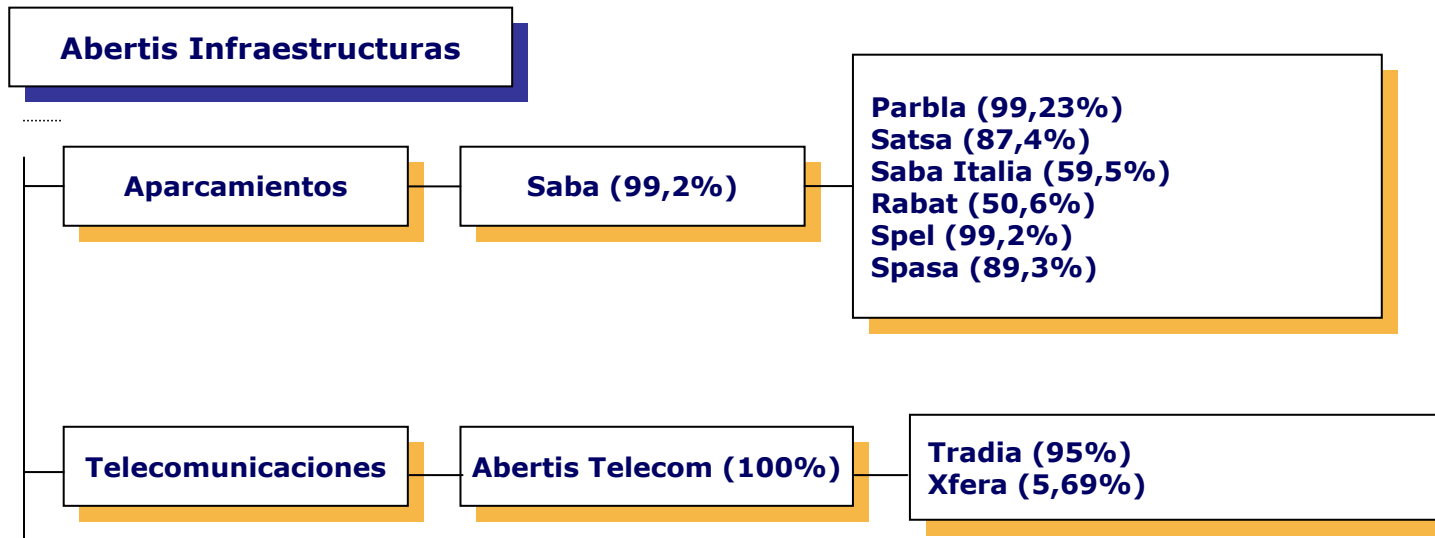 Abertis Infraestructuras
Aparcamientos
Saba (99,2%)
Parbla (99,23%)
Satsa (87,4%)
Saba Italia (59,5%)
Rabat (50,6%)
Spel (99,2%)
Spasa (89,3%)
Telecomunicaciones
Abertis Telecom (100%)
Tradia (95%)
Xfera (5,69%)